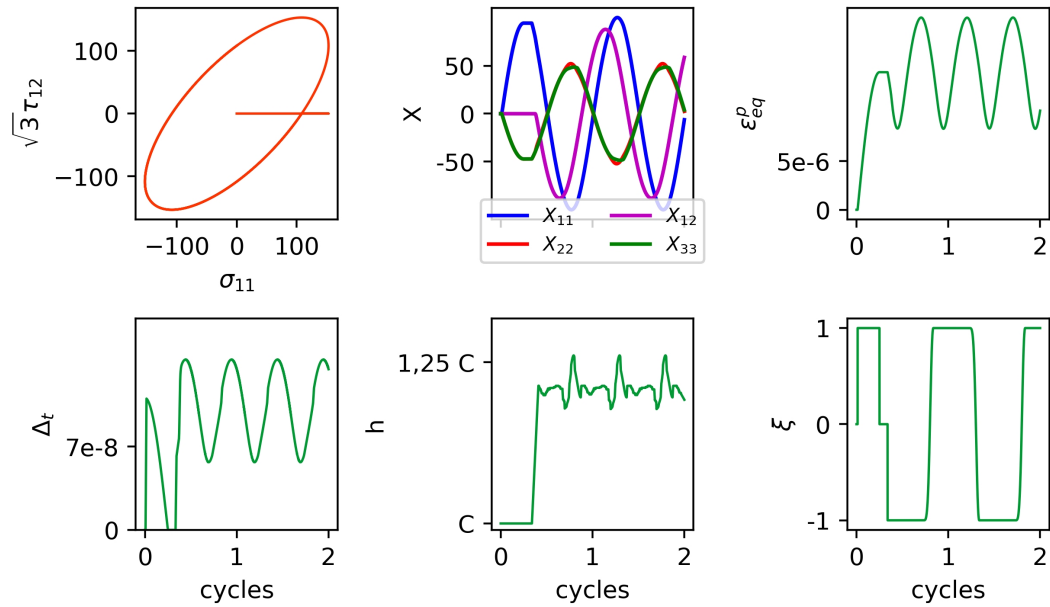 √3 τ12
100
0
−100
−100 0 100
σ11
X
50
0
-50
X11 X12
X22 X33
ε^p_eq
5e-6
0
0 1 2
Δt
7e-8
0
0 1 2
cycles
h
1,25 C
C
0 1 2
cycles
ξ
1
0
-1
0 1 2
cycles